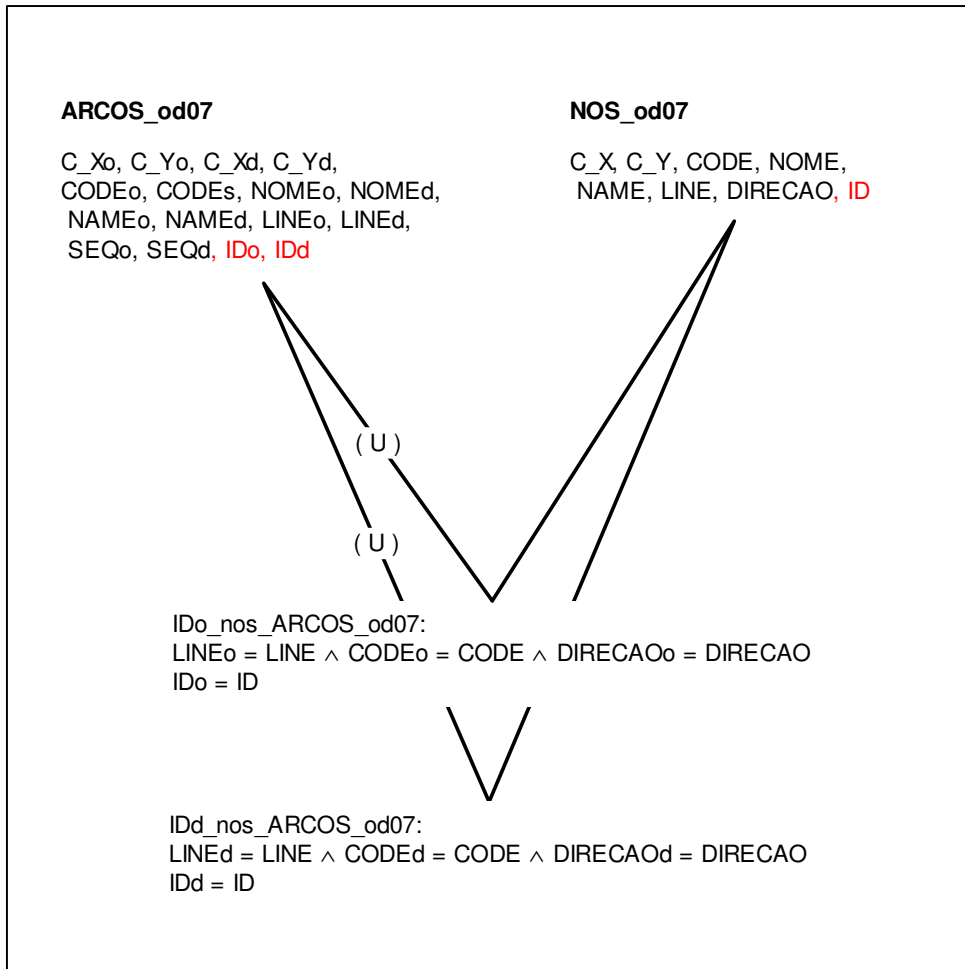 ARCOS_od07
C_Xo, C_Yo, C_Xd, C_Yd,
CODEo, CODEs, NOMEo, NOMEd,
NAMEo, NAMEd, LINEo, LINEd,
SEQo, SEQd, IDo, IDd
NOS_od07
C_X, C_Y, CODE, NOME,
NAME, LINE, DIRECAO, ID
( U )
( U )
IDo_nos_ARCOS_od07:
LINEo = LINE ∧ CODEo = CODE ∧ DIRECAOo = DIRECAO
IDo = ID
IDd_nos_ARCOS_od07:
LINEd = LINE ∧ CODEd = CODE ∧ DIRECAOd = DIRECAO
IDd = ID